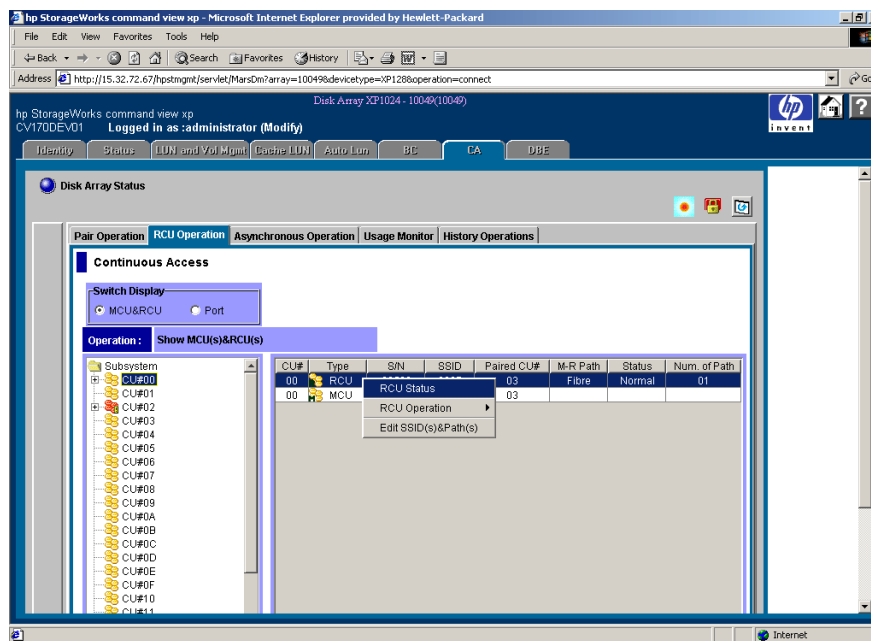 hp StorageWorks command view xp - Microsoft Internet Explorer provided by Hewlett-Packard
File Edit View Favorites Tools Help
Back Search Favorites History
Address http://15.32.72.67/hpstmgmt/servlet/MarsDm?array=10049&devicetype=XP128&operation=connect Go
Disk Array XP1024 - 10049(10049)
hp StorageWorks command view xp
CV170DEV01 Logged in as :administrator (Modify)
hp
invent
?
Identity Status LUN and Vol Mgmt Cache LUN Auto Lun BC CA DBE
Disk Array Status
Pair Operation RCU Operation Asynchronous Operation Usage Monitor History Operations
Continuous Access
Switch Display
MCU&RCU Port
Operation : Show MCU(s)&RCU(s)
Subsystem
CU#00
CU#01
CU#02
CU#03
CU#04
CU#05
CU#06
CU#07
CU#08
CU#09
CU#0A
CU#0B
CU#0C
CU#0D
CU#0E
CU#0F
CU#10
CU#11
CU# Type S/N SSID Paired CU# M-R Path Status Num. of Path
00 RCU 03 Fibre Normal 01
00 MCU 03
RCU Status
RCU Operation
Edit SSID(s)&Path(s)
Internet